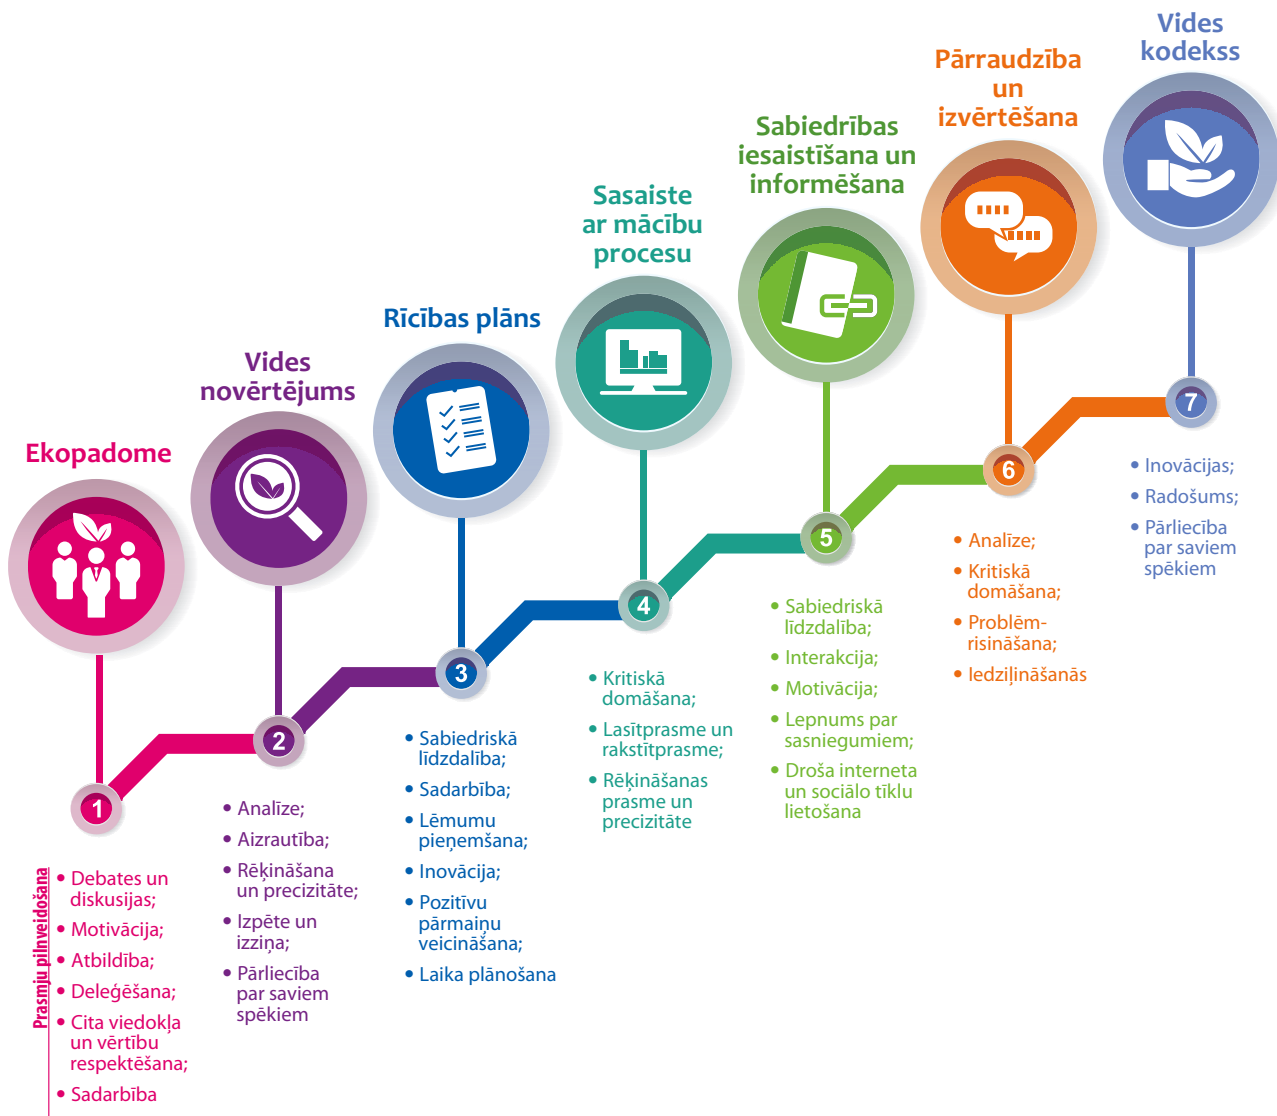 Ekopadome
1
Prasmju pilnveidošana
• Debates un
diskusijas;
• Motivācija;
• Atbildība;
• Deleģēšana;
• Cita viedokļa
un vērtību
respektēšana;
• Sadarbība
Vides
novērtējums
2
• Analīze;
• Aizrautība;
• Rēķināšana
un precizitāte;
• Izpēte un
izziņa;
• Pārliecība
par saviem
spēkiem
Rīcības plāns
3
• Sabiedriskā
līdzdalība;
• Sadarbība;
• Lēmumu
pieņemšana;
• Inovācija;
• Pozitīvu
pārmaiņu
veicināšana;
• Laika plānošana
Sasaiste
ar mācību
procesu
4
• Kritiskā
domāšana;
• Lasītprasme un
rakstītprasme;
• Rēķināšanas
prasme un
precizitāte
Sabiedrības
iesaistīšana un
informēšana
5
• Sabiedriskā
līdzdalība;
• Interakcija;
• Motivācija;
• Lepnums par
sasniegumiem;
• Droša interneta
un sociālo tīklu
lietošana
Pārraudzība
un
izvērtēšana
6
• Analīze;
• Kritiskā
domāšana;
• Problēm-
risināšana;
• Iedziļināšanās
Vides
kodekss
7
• Inovācijas;
• Radošums;
• Pārliecība
par saviem
spēkiem